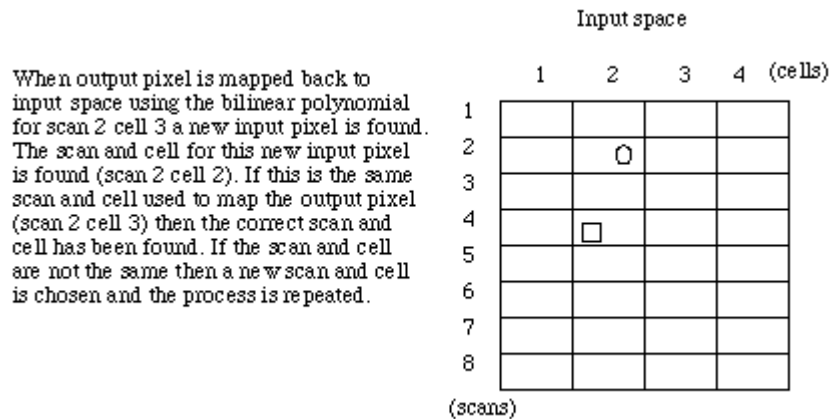 Input space
1 2 3 4 (cells)
When output pixel is mapped back to
input space using the bilinear polynomial
for scan 2 cell 3 a new input pixel is found.
The scan and cell for this new input pixel
is found (scan 2 cell 2). If this is the same
scan and cell used to map the output pixel
(scan 2 cell 3) then the correct scan and
cell has been found. If the scan and cell
are not the same then a new scan and cell
is chosen and the process is repeated.
1
2
3
4
5
6
7
8
(scans)